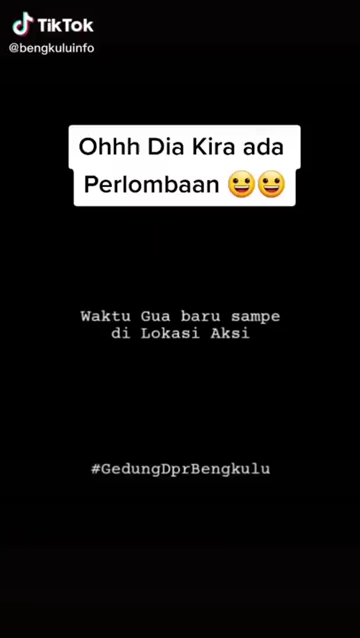 TikTok
@bengkuluinfo
Ohhh Dia Kira ada
Perlombaan 😀😀
Waktu Gua baru sampe
di Lokasi Aksi
#GedungDprBengkulu